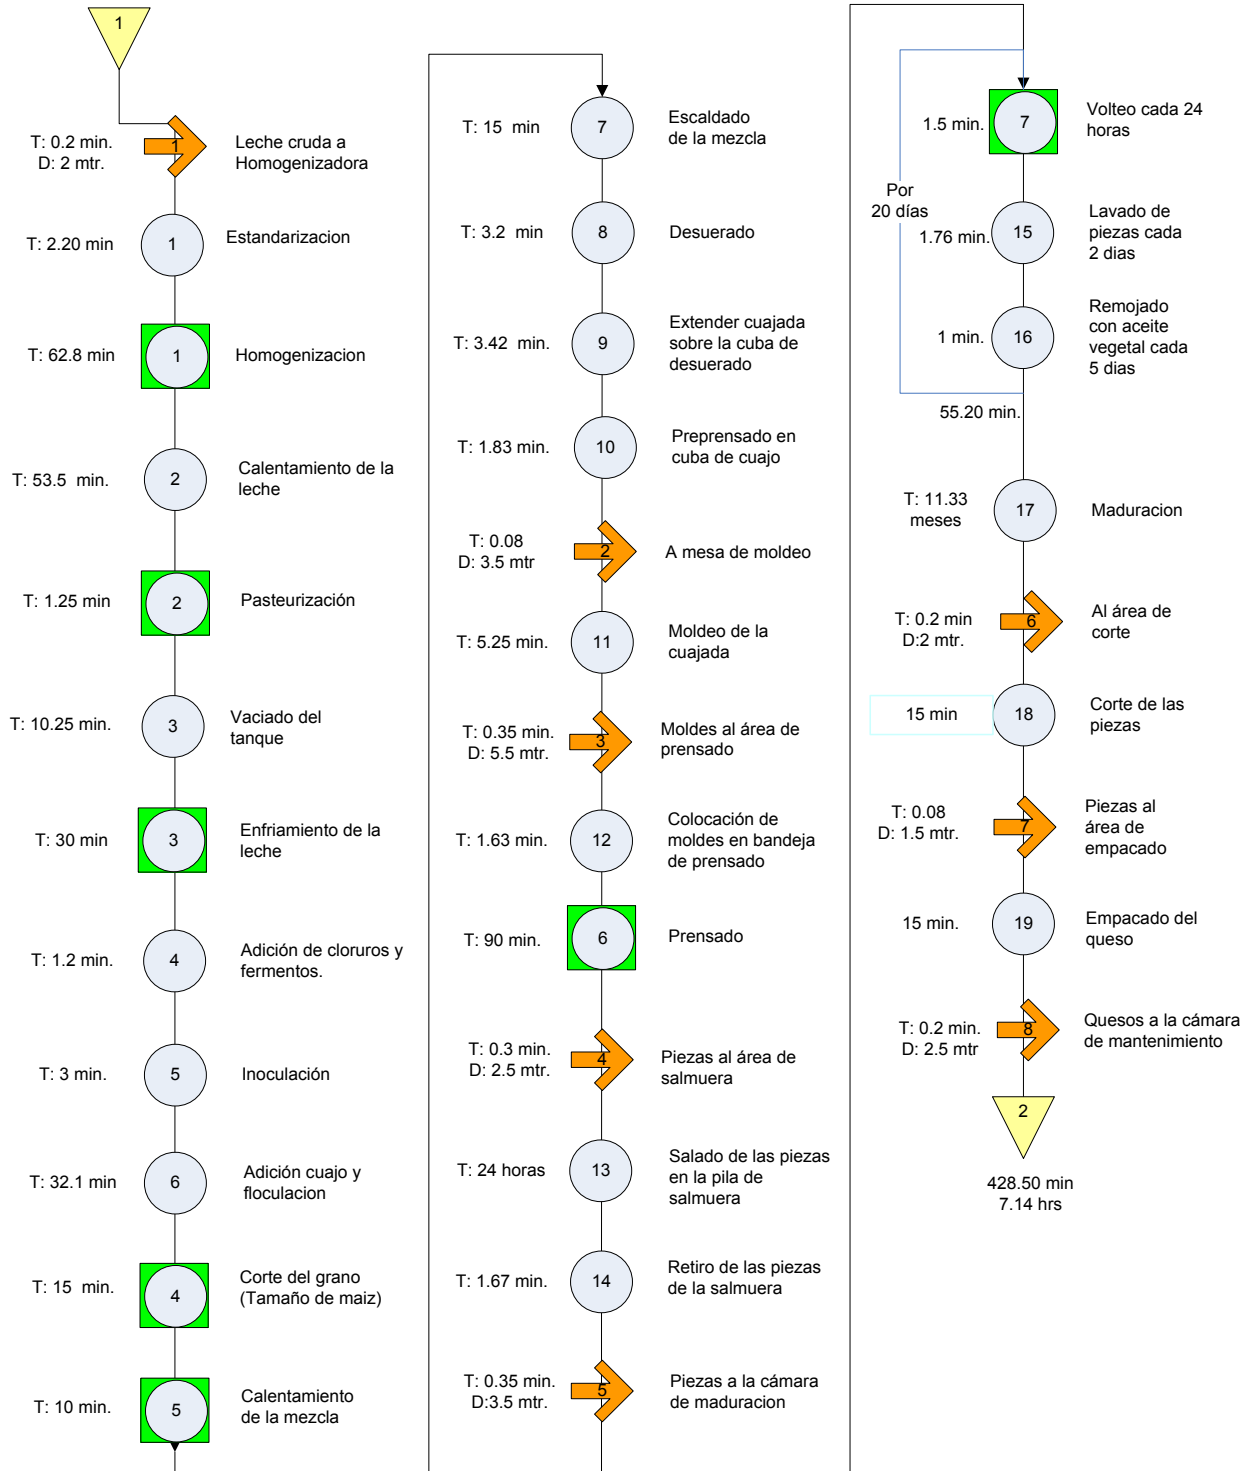 1
T: 0.2 min.
D: 2 mtr.
1
Leche cruda a
Homogenizadora
T: 2.20 min
1
Estandarizacion
T: 62.8 min
1
Homogenizacion
T: 53.5  min.
2
Calentamiento de la
leche
T: 1.25 min
2
Pasteurización
T: 10.25 min.
3
Vaciado del
tanque
T: 30 min
3
Enfriamiento de la
leche
T: 1.2 min.
4
Adición de cloruros y
fermentos.
T: 3 min.
5
Inoculación
T: 32.1 min
6
Adición cuajo y
floculacion
T: 15  min.
4
Corte del grano
(Tamaño de maiz)
T: 10 min.
5
Calentamiento
de la mezcla
T: 15  min
7
Escaldado
de la mezcla
T: 3.2  min
8
Desuerado
T: 3.42  min.
9
Extender cuajada
sobre la cuba de
desuerado
T: 1.83 min.
10
Preprensado en
cuba de cuajo
T: 0.08
D: 3.5 mtr
2
A mesa de moldeo
T: 5.25 min.
11
Moldeo de la
cuajada
T: 0.35 min.
D: 5.5 mtr.
3
Moldes al área de
prensado
T: 1.63 min.
12
Colocación de
moldes en bandeja
de prensado
T: 90 min.
6
Prensado
T: 0.3 min.
D: 2.5 mtr.
4
Piezas al área de
salmuera
T: 24 horas
13
Salado de las piezas
en la pila de
salmuera
T: 1.67 min.
14
Retiro de las piezas
de la salmuera
T: 0.35 min.
D:3.5 mtr.
5
Piezas a la cámara
de maduracion
1.5 min.
7
Volteo cada 24
horas
Por
20 días
1.76 min.
15
Lavado de
piezas cada
2 dias
1 min.
16
Remojado
con aceite
vegetal cada
5 dias
55.20 min.
T: 11.33
meses
17
Maduracion
T: 0.2 min
D:2 mtr.
6
Al área de
corte
15 min
18
Corte de las
piezas
T: 0.08
D: 1.5 mtr.
7
Piezas al
área de
empacado
15 min.
19
Empacado del
queso
T: 0.2 min.
D: 2.5 mtr
8
Quesos a la cámara
de mantenimiento
2
428.50 min
7.14 hrs